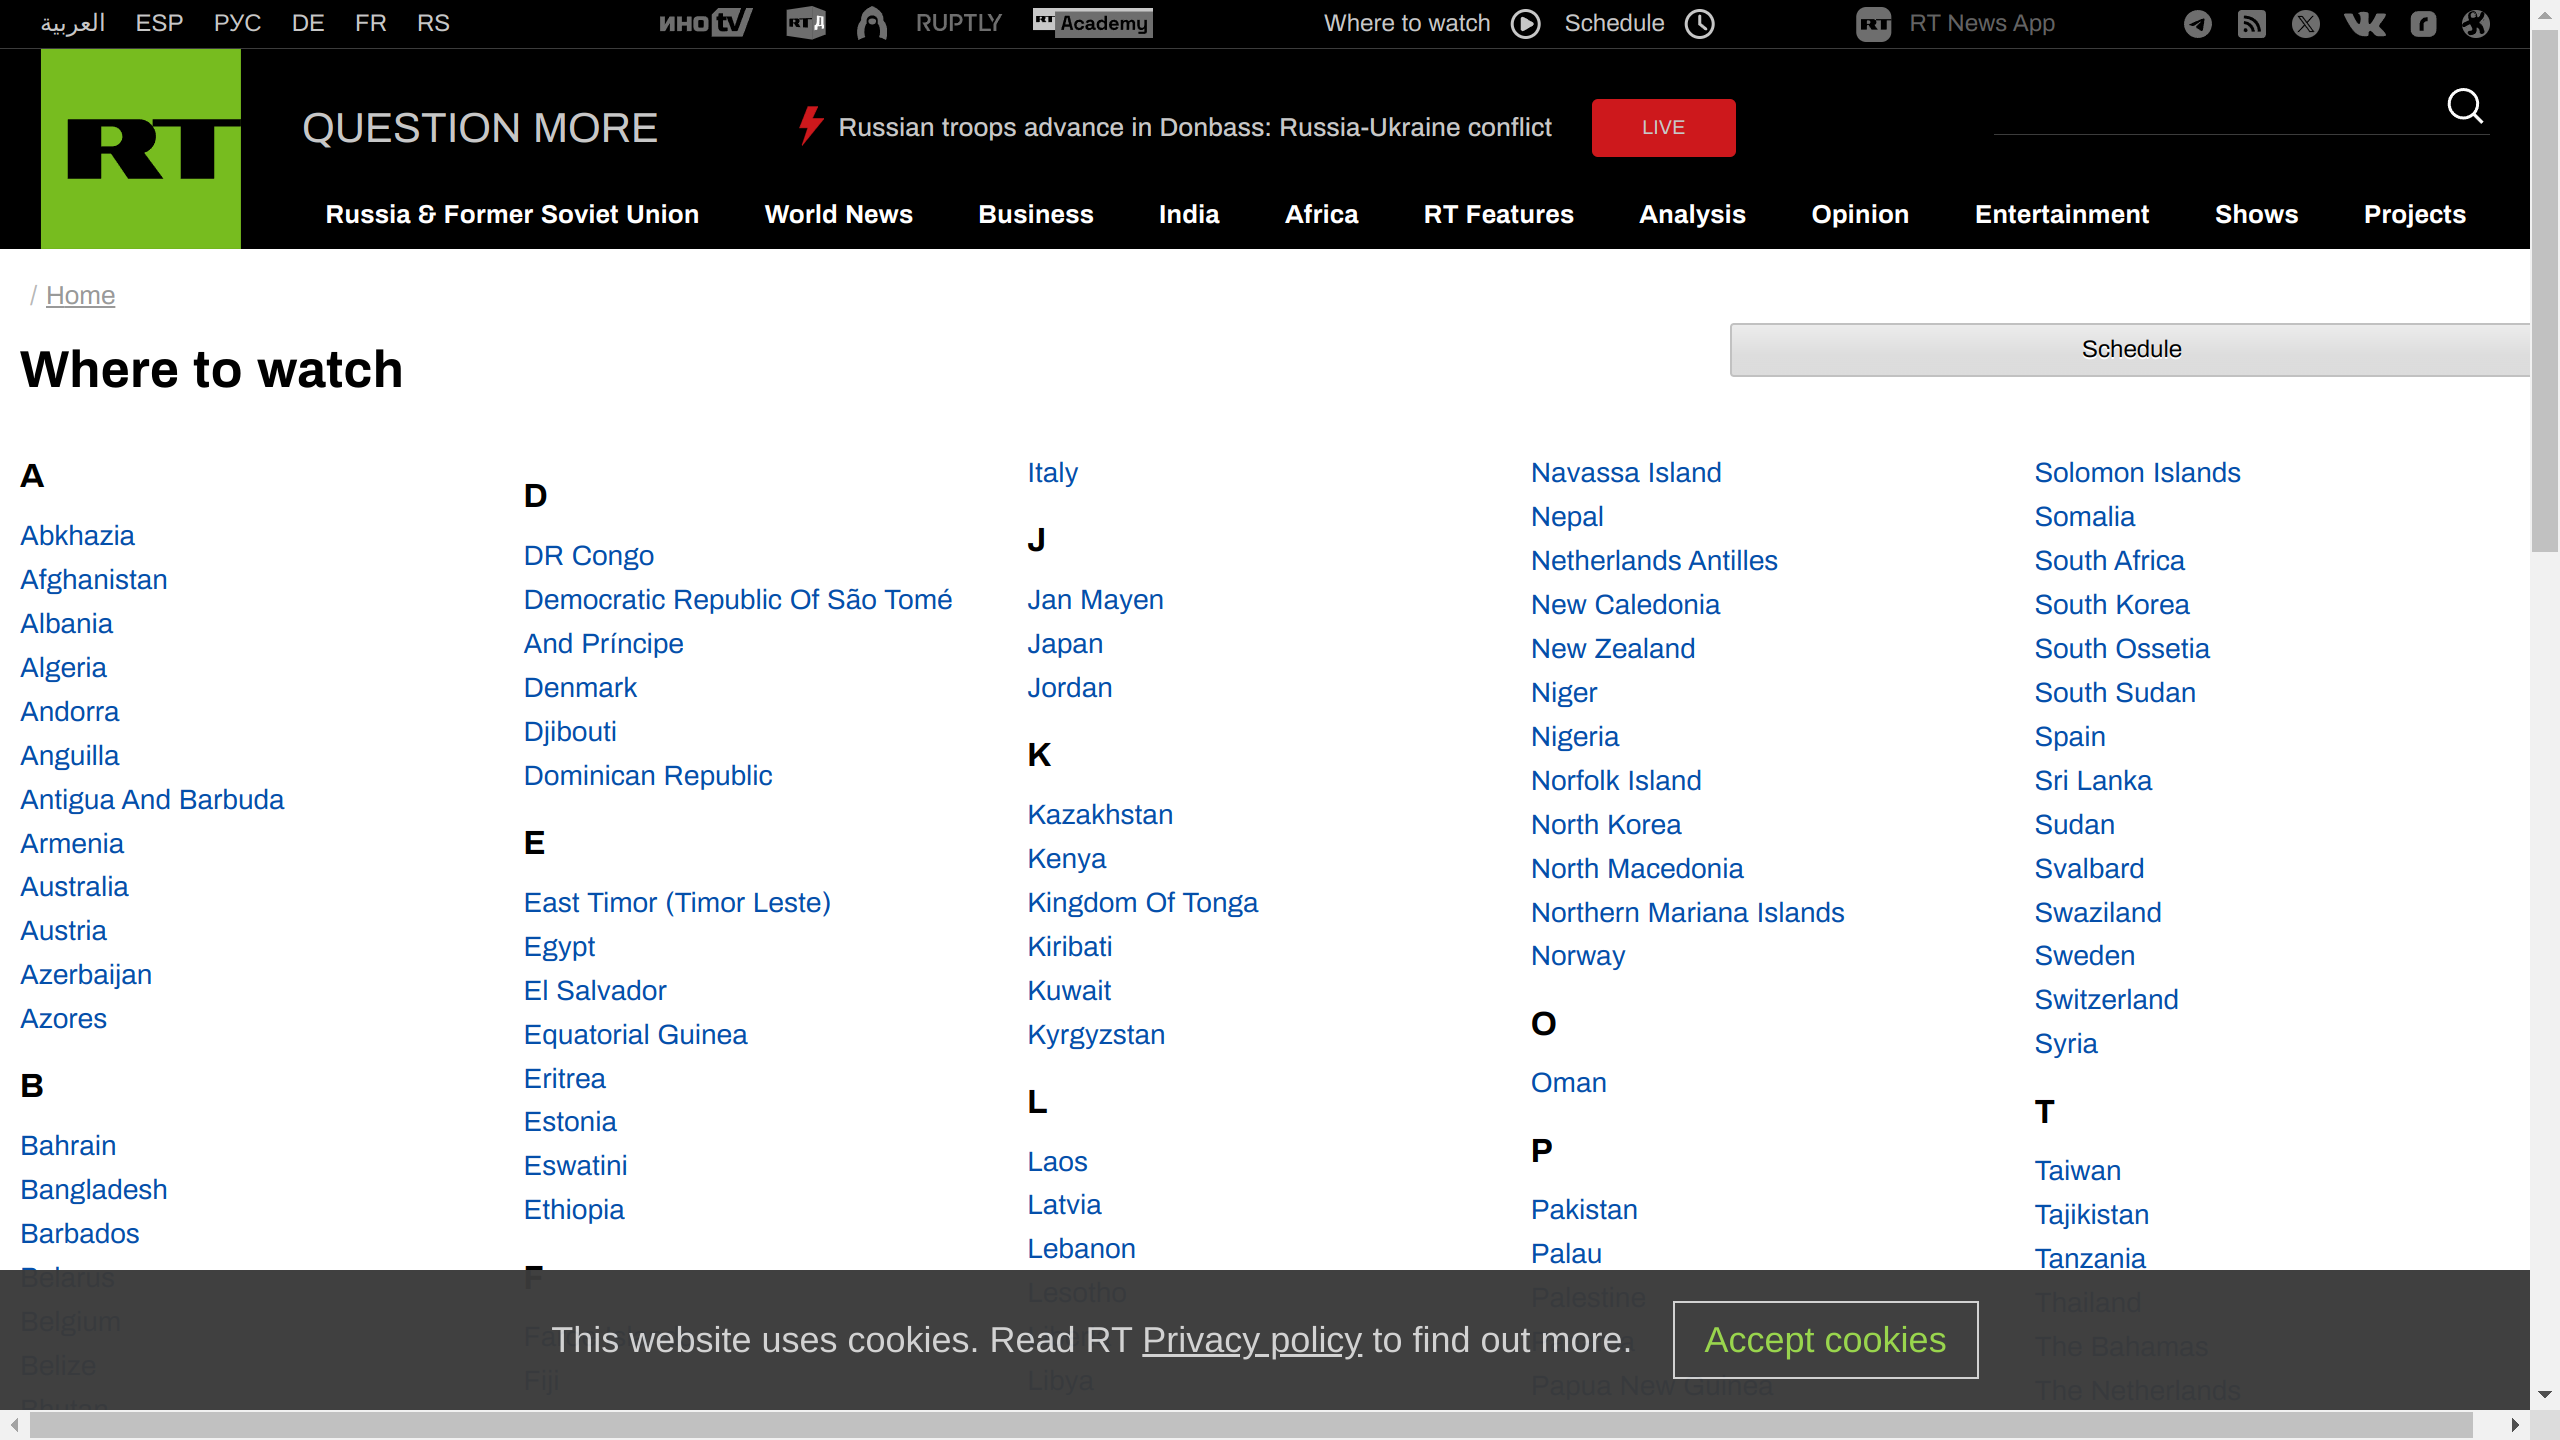 العربية ESP РУС DE FR RS ИНОtV RTД RUPTLY RT Academy Where to watch Schedule RT RT News App
RT
QUESTION MORE
Russian troops advance in Donbass: Russia-Ukraine conflict LIVE
Russia & Former Soviet Union World News Business India Africa RT Features Analysis Opinion Entertainment Shows Projects
/ Home
Where to watch
Schedule
A
Abkhazia
Afghanistan
Albania
Algeria
Andorra
Anguilla
Antigua And Barbuda
Armenia
Australia
Austria
Azerbaijan
Azores
B
Bahrain
Bangladesh
Barbados
Belarus
Belgium
Belize
Bhutan
D
DR Congo
Democratic Republic Of São Tomé
And Príncipe
Denmark
Djibouti
Dominican Republic
E
East Timor (Timor Leste)
Egypt
El Salvador
Equatorial Guinea
Eritrea
Estonia
Eswatini
Ethiopia
F
Fiji
Italy
J
Jan Mayen
Japan
Jordan
K
Kazakhstan
Kenya
Kingdom Of Tonga
Kiribati
Kuwait
Kyrgyzstan
L
Laos
Latvia
Lebanon
Lesotho
Libya
Navassa Island
Nepal
Netherlands Antilles
New Caledonia
New Zealand
Niger
Nigeria
Norfolk Island
North Korea
North Macedonia
Northern Mariana Islands
Norway
O
Oman
P
Pakistan
Palau
Palestine
Papua New Guinea
Solomon Islands
Somalia
South Africa
South Korea
South Ossetia
South Sudan
Spain
Sri Lanka
Sudan
Svalbard
Swaziland
Sweden
Switzerland
Syria
T
Taiwan
Tajikistan
Tanzania
Thailand
The Bahamas
The Netherlands
This website uses cookies. Read RT Privacy policy to find out more. Accept cookies